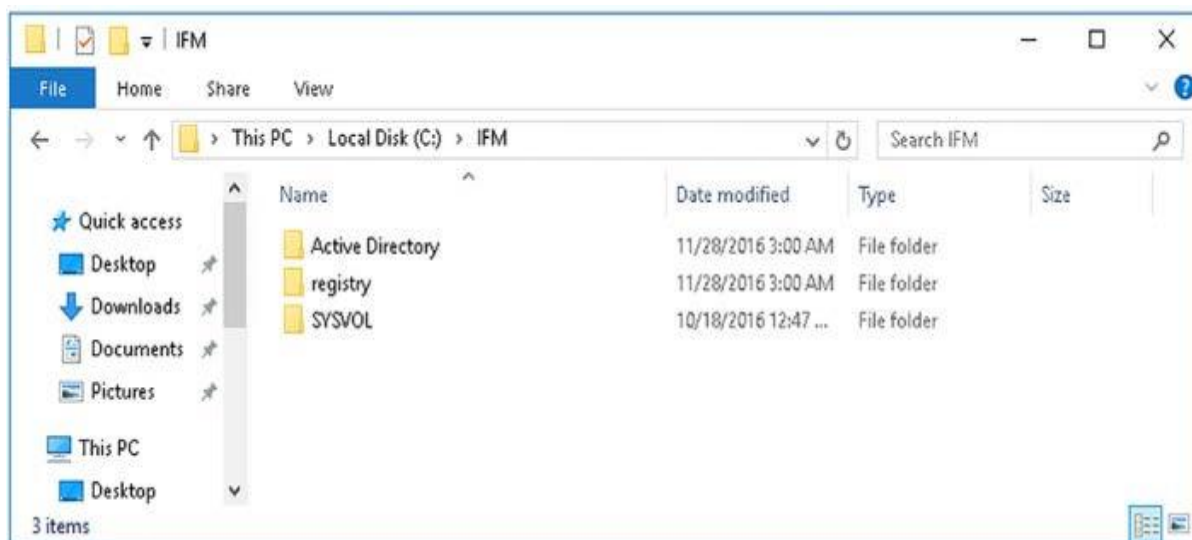 IFM
File Home Share View
This PC > Local Disk (C:) > IFM
Search IFM
Name Date modified Type Size
Quick access
Desktop
Downloads
Documents
Pictures
This PC
Desktop
Active Directory 11/28/2016 3:00 AM File folder
registry 11/28/2016 3:00 AM File folder
SYSVOL 10/18/2016 12:47 ... File folder
3 items